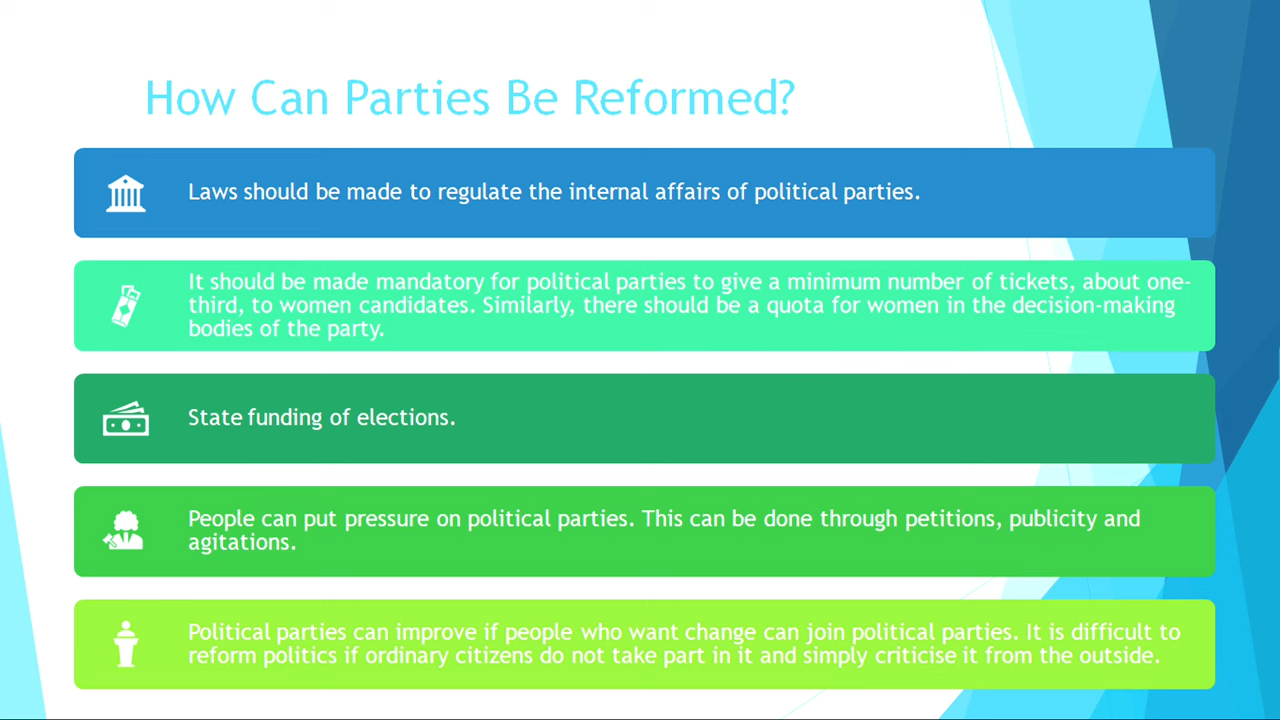 How Can Parties Be Reformed?
Laws should be made to regulate the internal affairs of political parties.
It should be made mandatory for political parties to give a minimum number of tickets, about one-
third, to women candidates. Similarly, there should be a quota for women in the decision-making
bodies of the party.
State funding of elections.
People can put pressure on political parties. This can be done through petitions, publicity and
agitations.
Political parties can improve if people who want change can join political parties. It is difficult to
reform politics if ordinary citizens do not take part in it and simply criticise it from the outside.